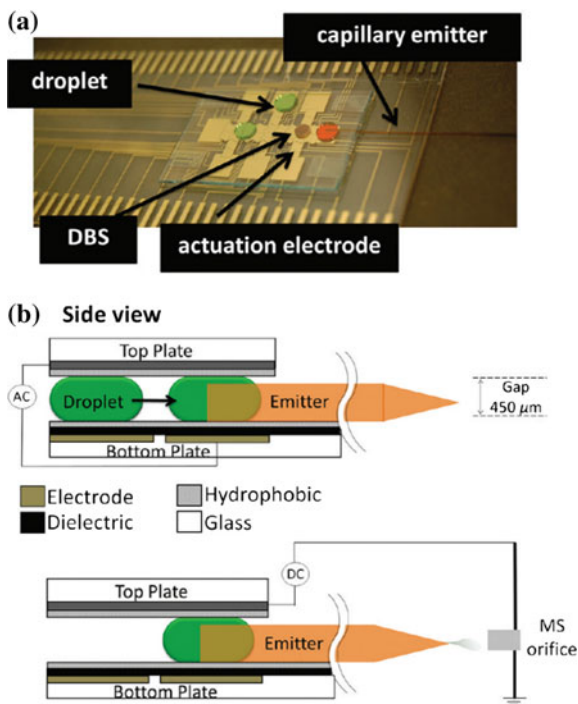 (a)
capillary emitter
droplet
DBS
actuation electrode
(b) Side view
Top Plate
AC
Droplet
Emitter
Gap
450 µm
Bottom Plate
Electrode
Hydrophobic
Dielectric
Glass
DC
Top Plate
Emitter
MS
orifice
Bottom Plate